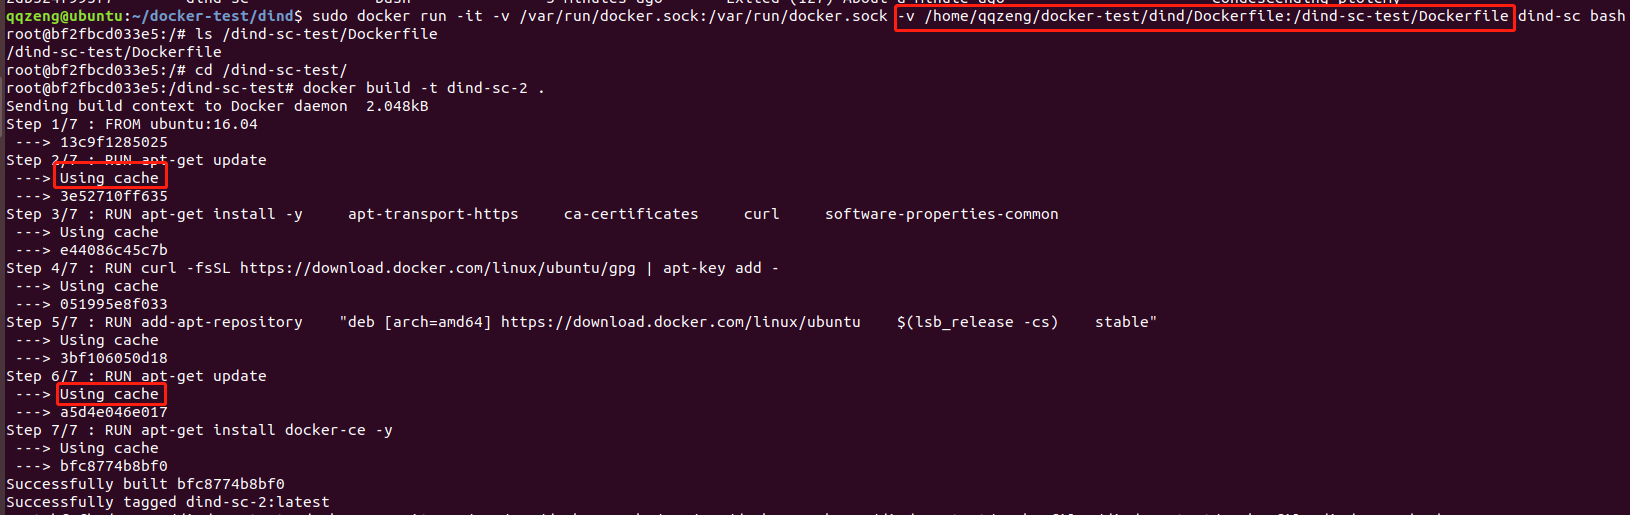 qqzeng@ubuntu:~/docker-test/dind$ sudo docker run -it -v /var/run/docker.sock:/var/run/docker.sock -v /home/qqzeng/docker-test/dind/Dockerfile:/dind-sc-test/Dockerfile dind-sc bash
root@bf2fbcd033e5:/# ls /dind-sc-test/Dockerfile
/dind-sc-test/Dockerfile
root@bf2fbcd033e5:/# cd /dind-sc-test/
root@bf2fbcd033e5:/dind-sc-test# docker build -t dind-sc-2 .
Sending build context to Docker daemon  2.048kB
Step 1/7 : FROM ubuntu:16.04
 ---> 13c9f1285025
Step 2/7 : RUN apt-get update
 ---> Using cache
 ---> 3e52710ff635
Step 3/7 : RUN apt-get install -y     apt-transport-https     ca-certificates     curl     software-properties-common
 ---> Using cache
 ---> e44086c45c7b
Step 4/7 : RUN curl -fsSL https://download.docker.com/linux/ubuntu/gpg | apt-key add -
 ---> Using cache
 ---> 051995e8f033
Step 5/7 : RUN add-apt-repository    "deb [arch=amd64] https://download.docker.com/linux/ubuntu    $(lsb_release -cs)    stable"
 ---> Using cache
 ---> 3bf106050d18
Step 6/7 : RUN apt-get update
 ---> Using cache
 ---> a5d4e046e017
Step 7/7 : RUN apt-get install docker-ce -y
 ---> Using cache
 ---> bfc8774b8bf0
Successfully built bfc8774b8bf0
Successfully tagged dind-sc-2:latest